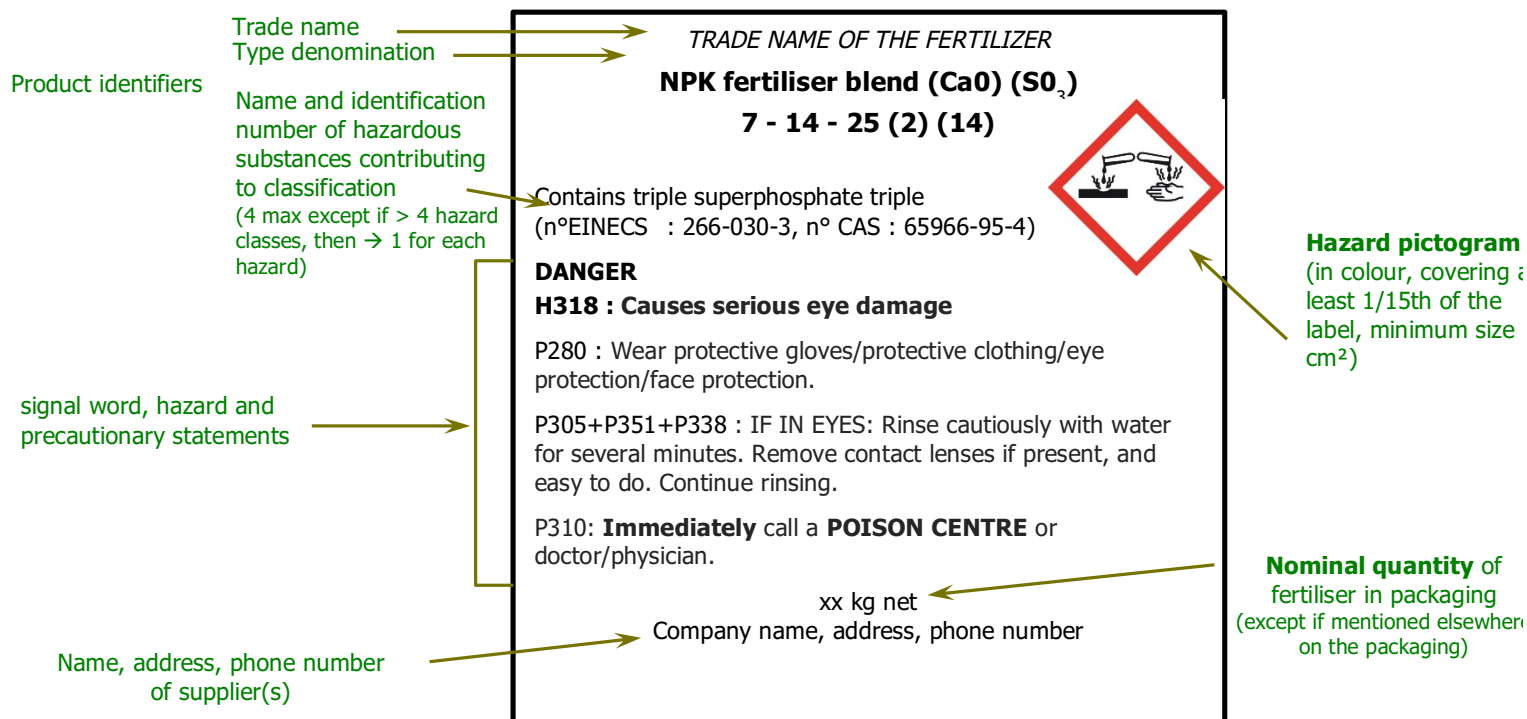 Trade name
Type denomination
Product identifiers
Name and identification
number of hazardous
substances contributing
to classification
(4 max except if > 4 hazard
classes, then → 1 for each
hazard)
signal word, hazard and
precautionary statements
Name, address, phone number
of supplier(s)
TRADE NAME OF THE FERTILIZER
NPK fertiliser blend (Ca0) (S0₃)
7 - 14 - 25 (2) (14)
Contains triple superphosphate triple
(n°EINECS : 266-030-3, n° CAS : 65966-95-4)
DANGER
H318 : Causes serious eye damage
P280 : Wear protective gloves/protective clothing/eye
protection/face protection.
P305+P351+P338 : IF IN EYES: Rinse cautiously with water
for several minutes. Remove contact lenses if present, and
easy to do. Continue rinsing.
P310: Immediately call a POISON CENTRE or
doctor/physician.
xx kg net
Company name, address, phone number
Hazard pictogram
(in colour, covering a
least 1/15th of the
label, minimum size
cm²)
Nominal quantity of
fertiliser in packaging
(except if mentioned elsewhere
on the packaging)